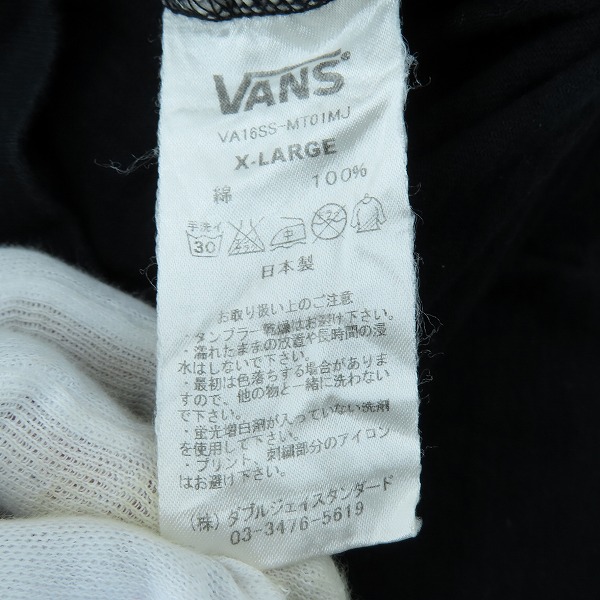 VANS
VA16SS-MT01MJ
X-LARGE
綿 100%
手洗イ
30 中
日本製
お取り扱い上のご注意
・タンブラー乾燥はお避け下さい。
・濡れたままの放置や長時間の浸
水はしないで下さい。
・最初は色落ちする場合がありま
すので、他の物と一緒に洗わない
で下さい。
・蛍光増白剤が入っていない洗剤
を使用して下さい。
・プリント、刺繍部分のアイロン
はお避け下さい。
(株)ダブルジェイスタンダード
03-3476-5619